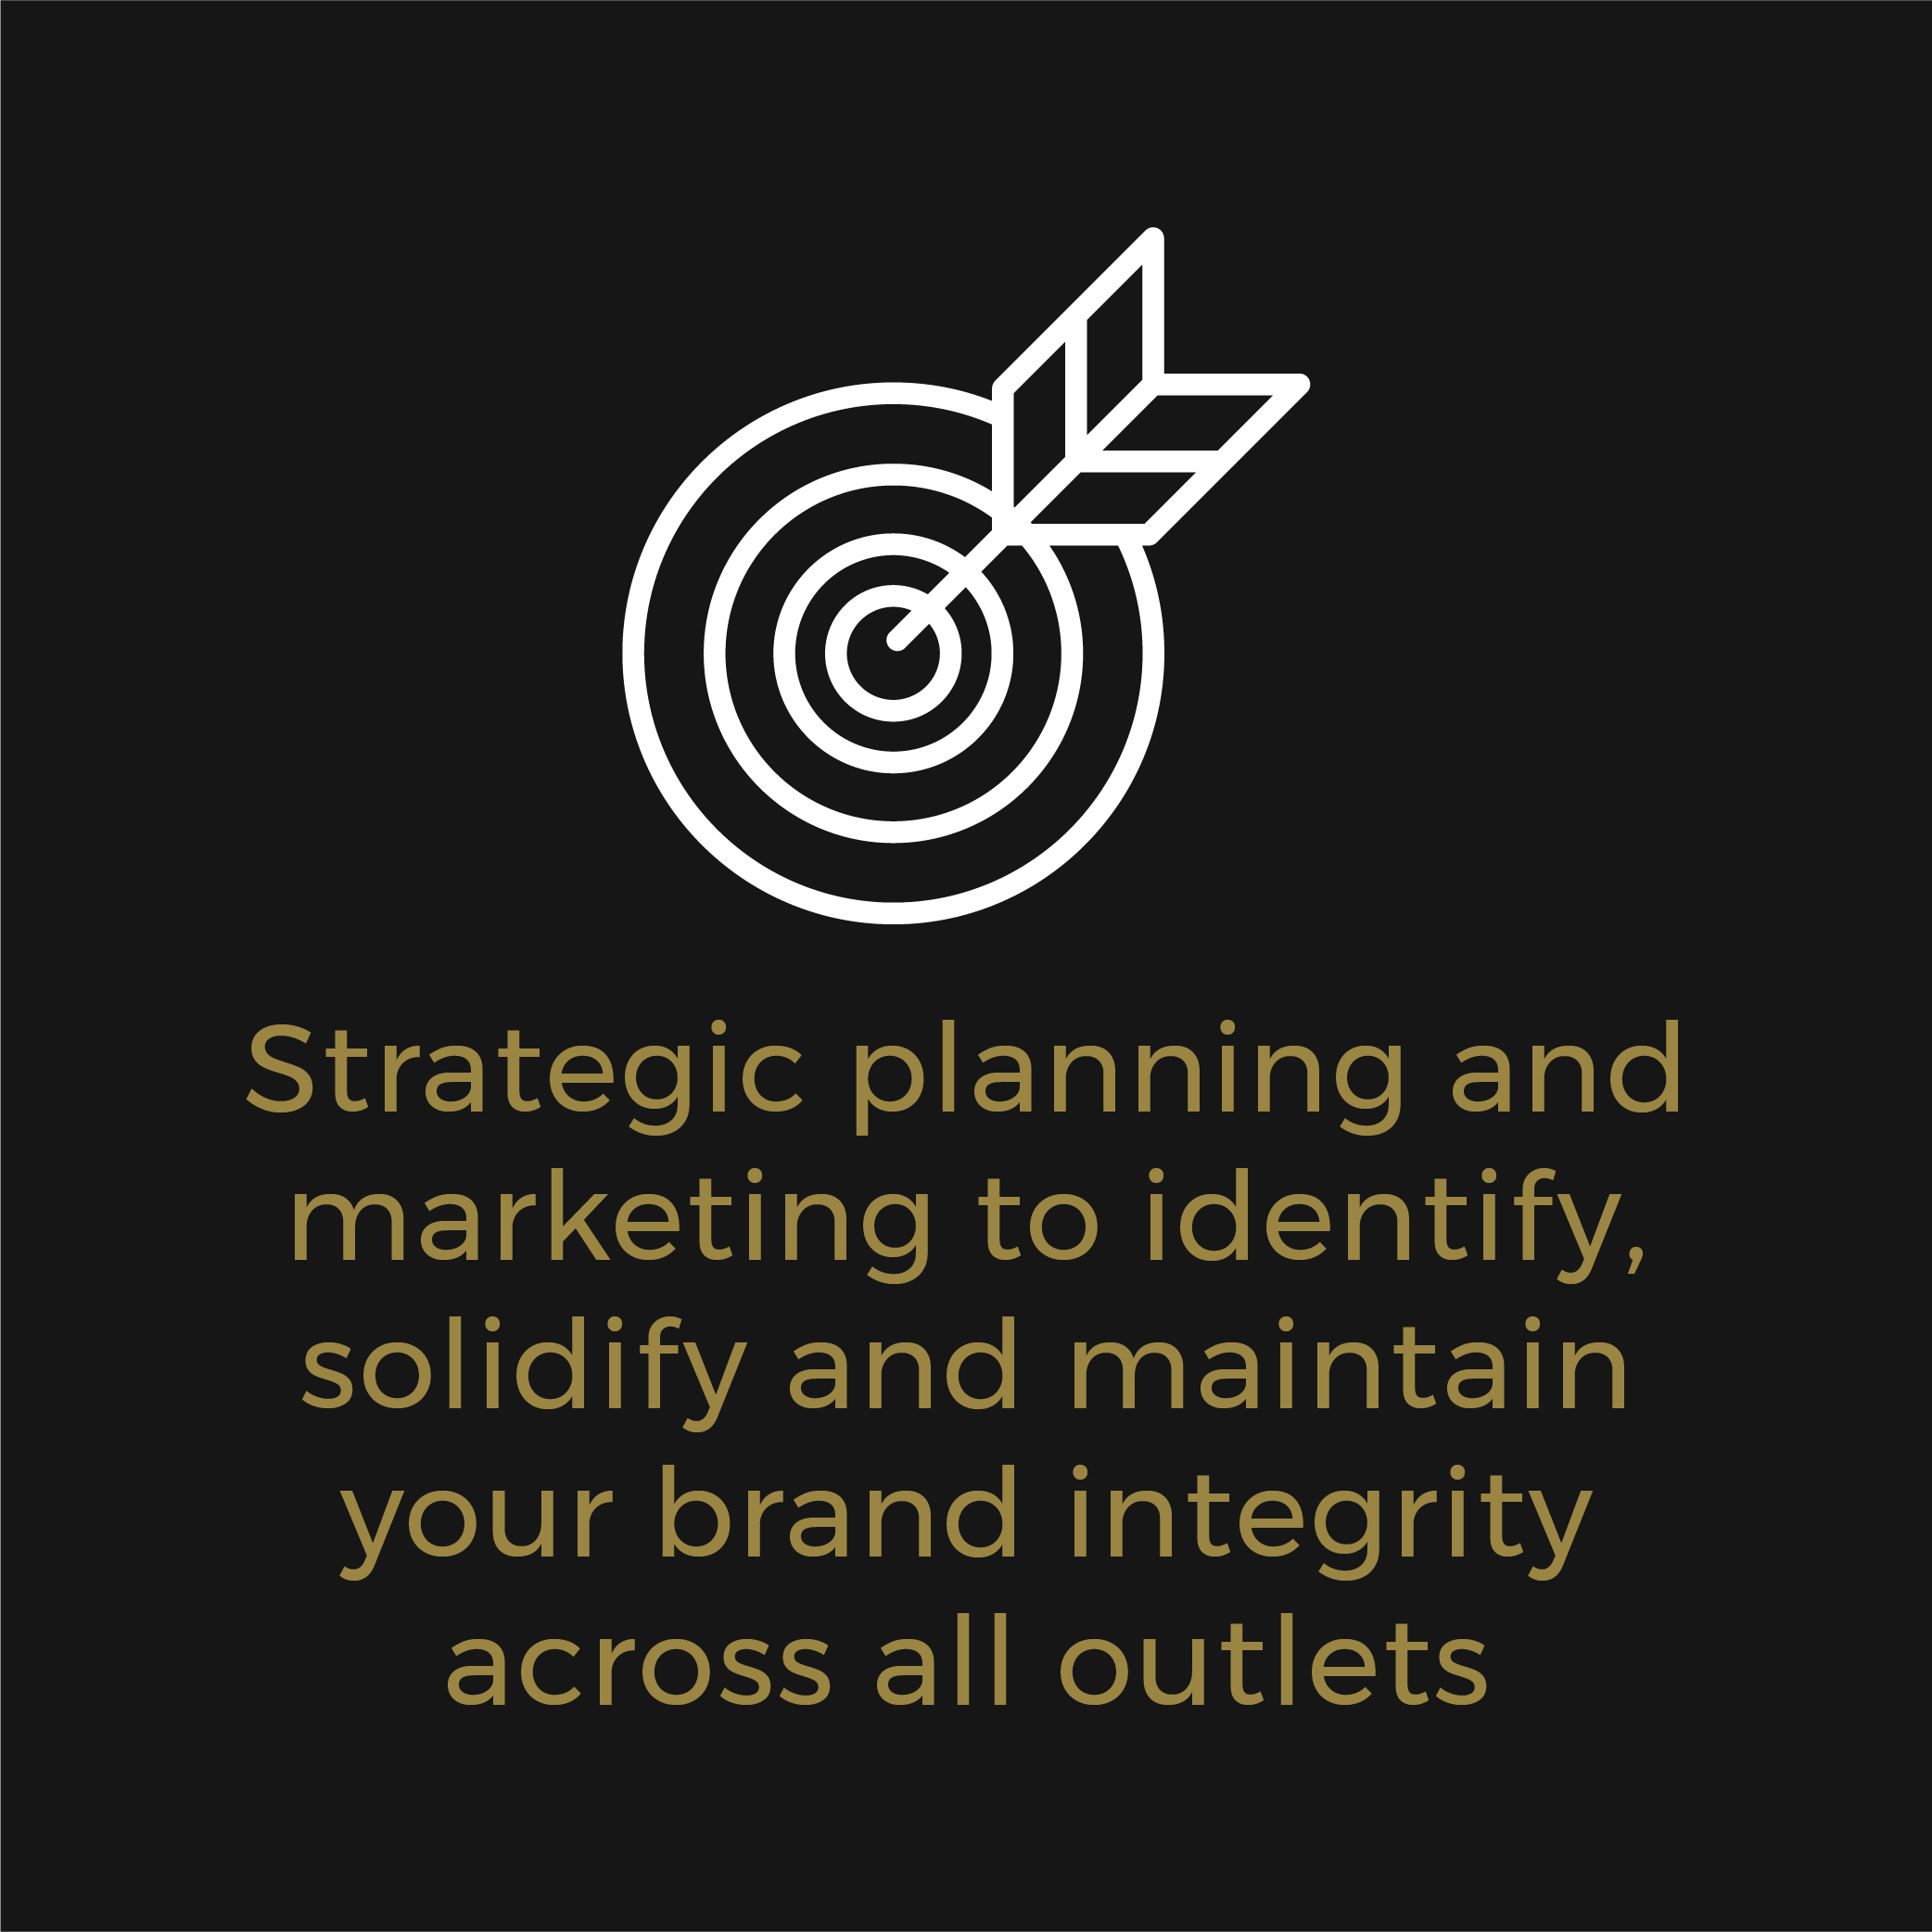 Strategic planning and
marketing to identify,
solidify and maintain
your brand integrity
across all outlets